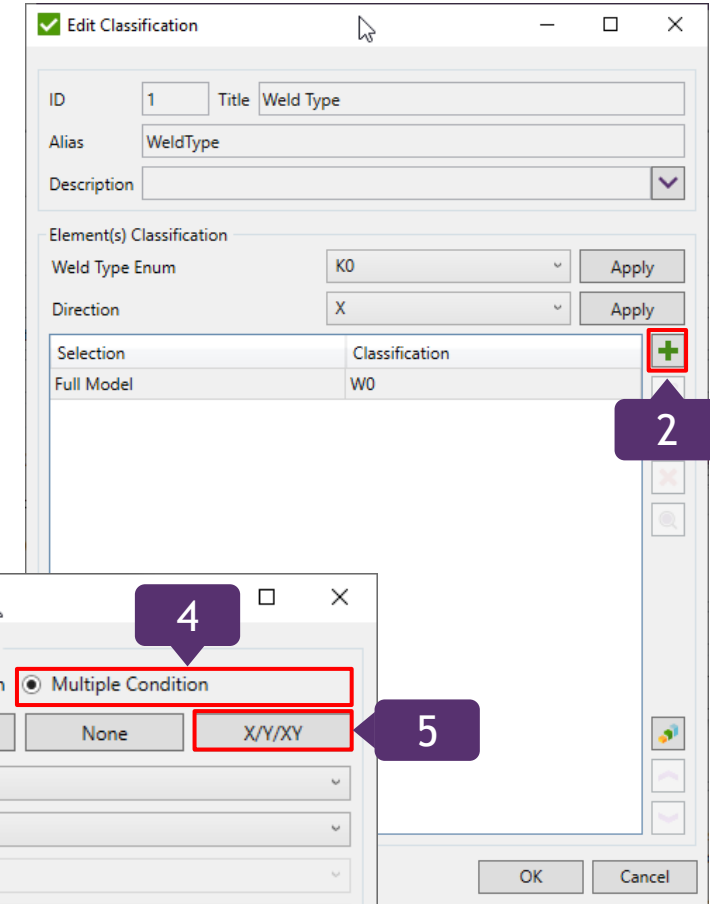 Edit Classification
ID 1 Title Weld Type
Alias WeldType
Description
Element(s) Classification
Weld Type Enum K0 Apply
Direction X Apply
Selection Classification
Full Model W0
2
4
Multiple Condition
None X/Y/XY
5
OK Cancel